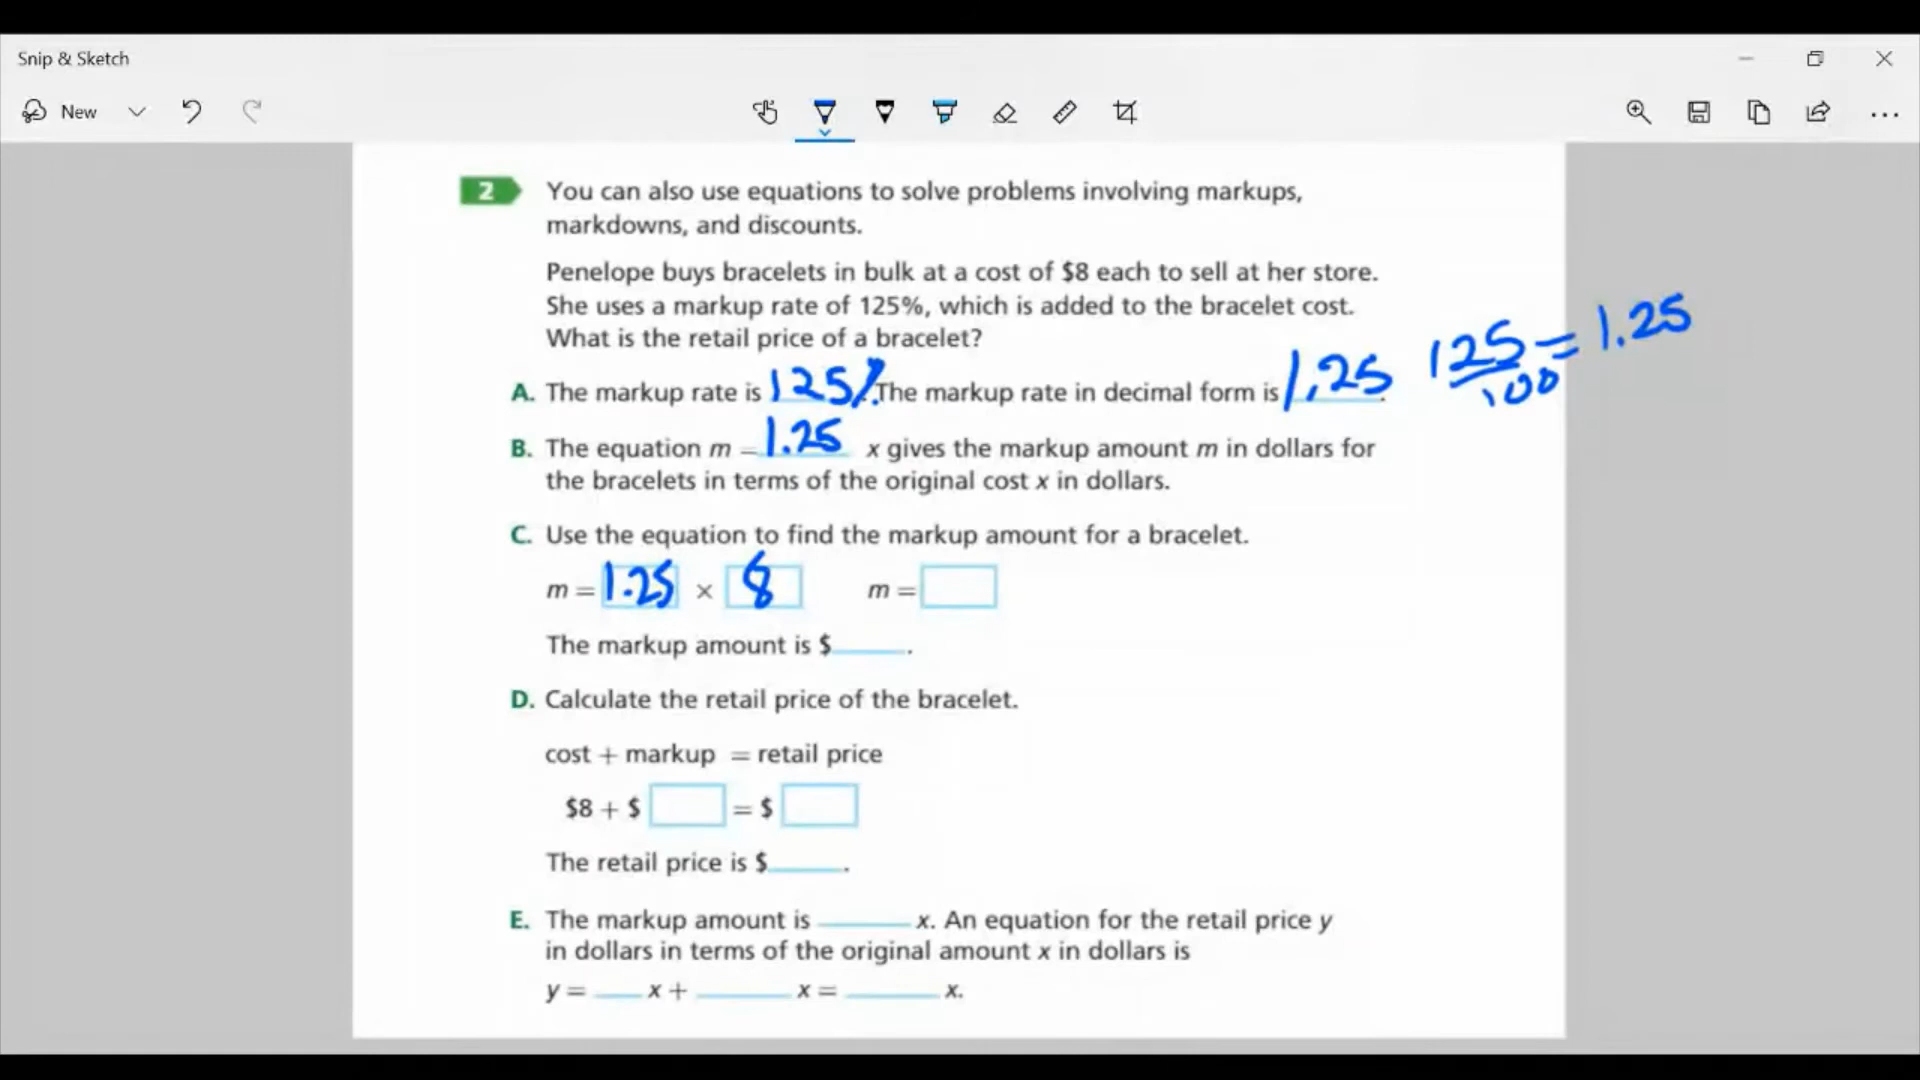 Snip & Sketch
New
2 You can also use equations to solve problems involving markups,
markdowns, and discounts.
Penelope buys bracelets in bulk at a cost of $8 each to sell at her store.
She uses a markup rate of 125%, which is added to the bracelet cost.
What is the retail price of a bracelet?
A. The markup rate is 125%. The markup rate in decimal form is 1.25.
125/100 = 1.25
B. The equation m = 1.25 x gives the markup amount m in dollars for
the bracelets in terms of the original cost x in dollars.
C. Use the equation to find the markup amount for a bracelet.
m = 1.25 × 8 m =
The markup amount is $____.
D. Calculate the retail price of the bracelet.
cost + markup = retail price
$8 + $ = $
The retail price is $____.
E. The markup amount is ____ x. An equation for the retail price y
in dollars in terms of the original amount x in dollars is
y = ____ x + ____ x = ____ x.